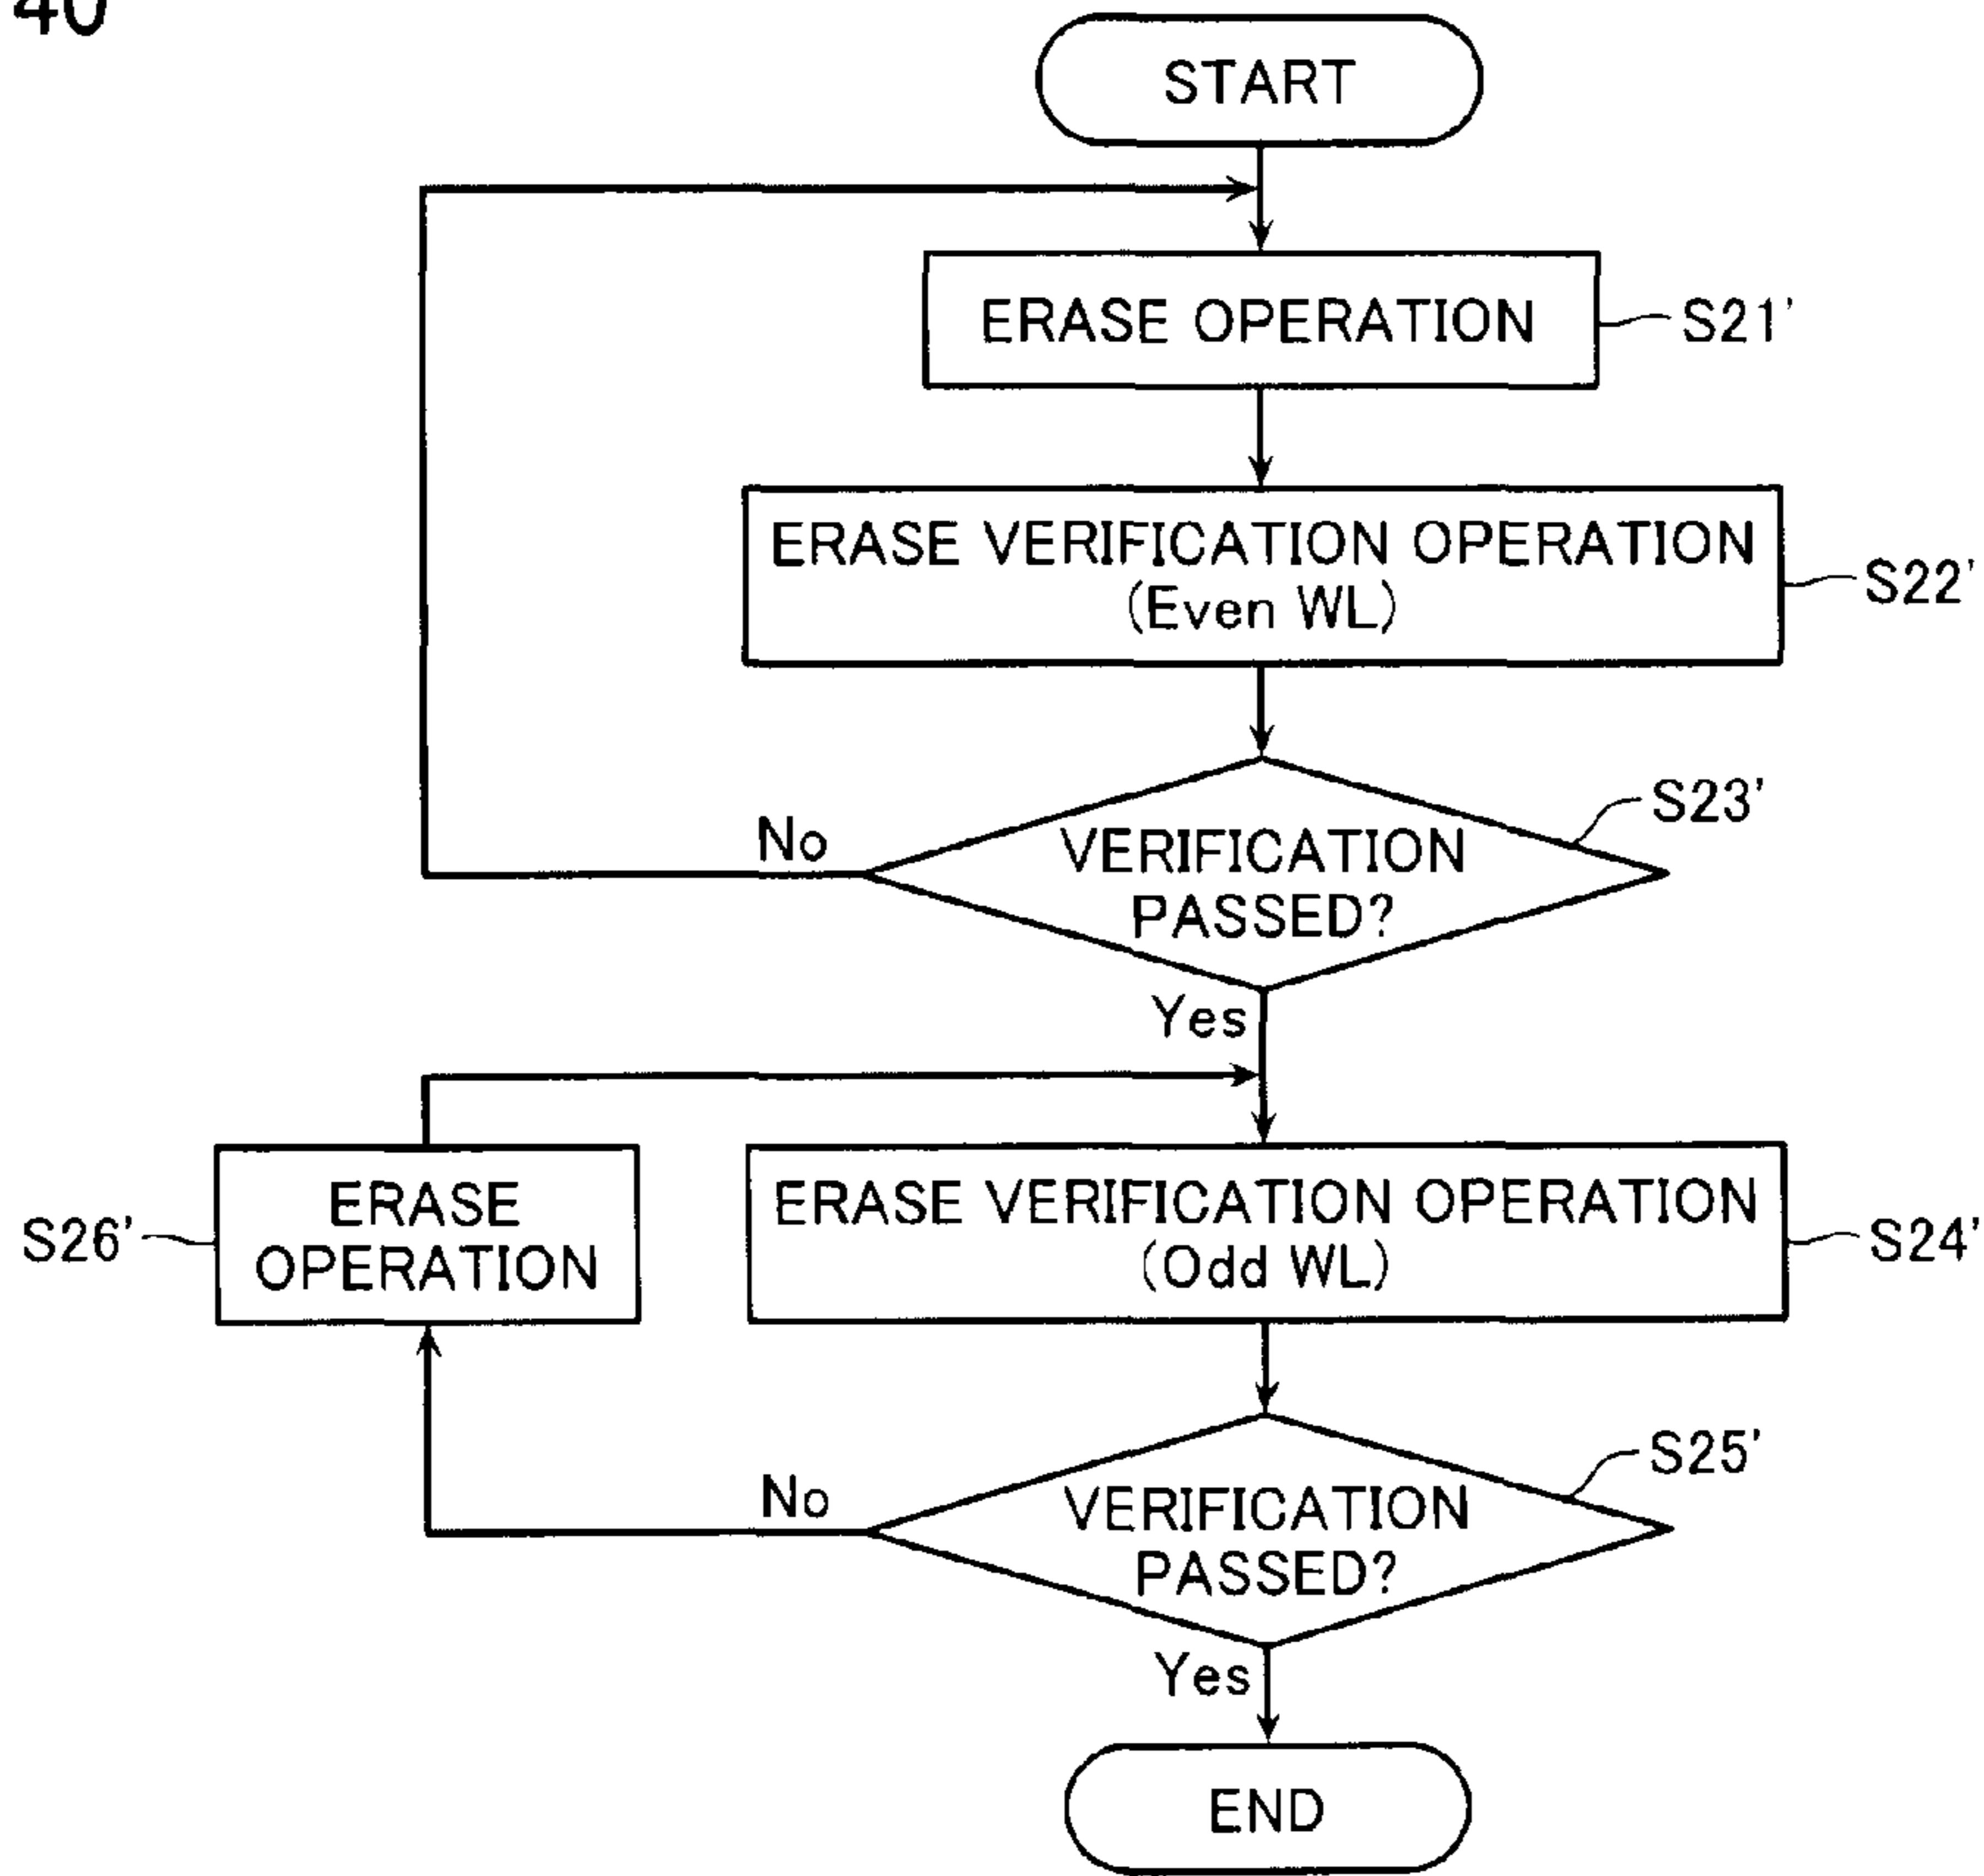 40
START
ERASE OPERATION
S21'
ERASE VERIFICATION OPERATION
(Even WL)
S22'
S23'
No
VERIFICATION
PASSED?
Yes
ERASE
OPERATION
S26'
ERASE VERIFICATION OPERATION
(Odd WL)
S24'
S25'
No
VERIFICATION
PASSED?
Yes
END